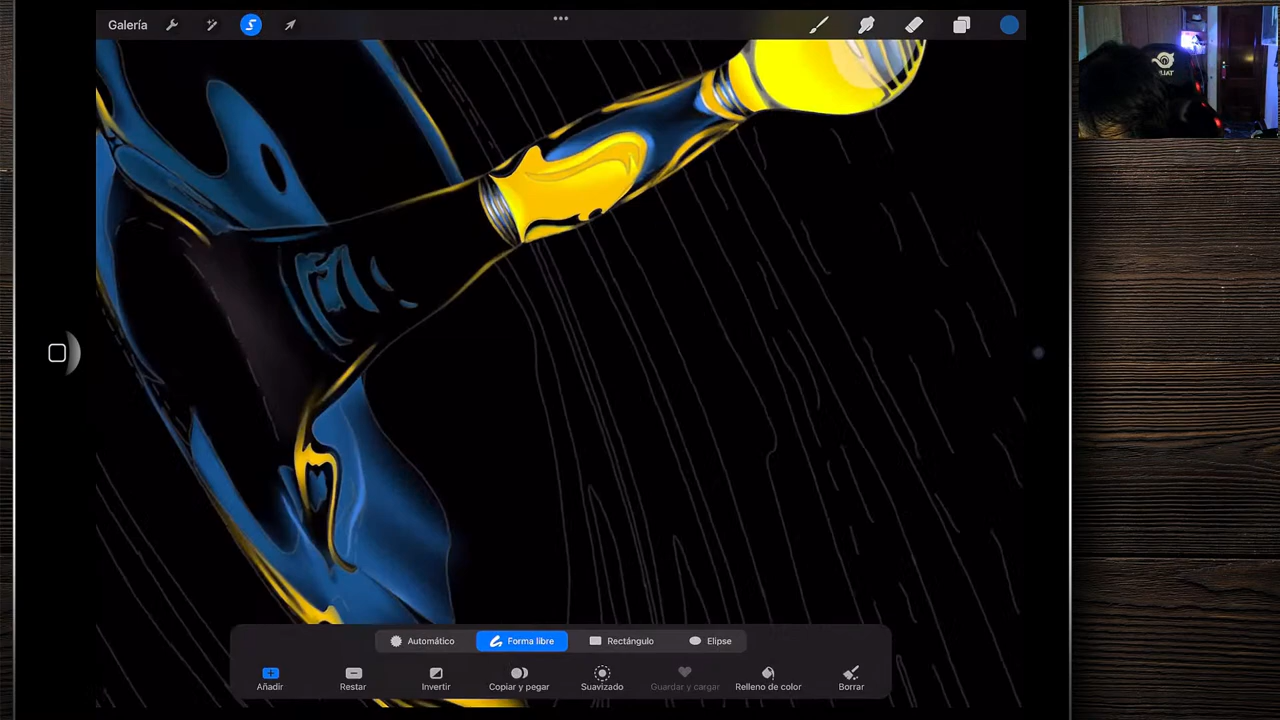 Galería
Automático
Forma libre
Rectángulo
Elipse
Añadir
Restar
Invertir
Copiar y pegar
Suavizado
Guardar y cargar
Relleno de color
Borrar